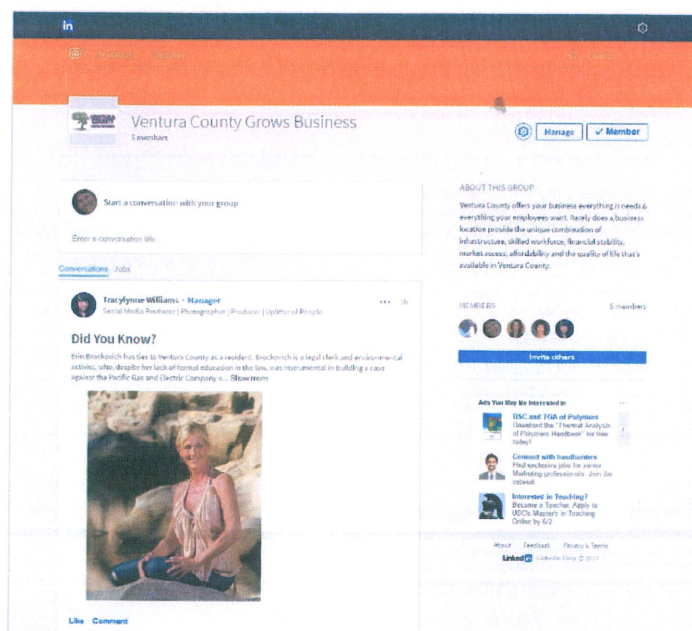 in
Ventura County Grows Business
5 members
Manage
✓ Member
Start a conversation with your group
Enter a conversation title...
Conversations Jobs
Tracylynne Williams · Manager
Social Media Producer | Photographer | Producer | Uplifter of People
Did You Know?
Erin Brockovich has ties to Ventura County as a resident. Brockovich is a legal clerk and environmental
activist, who, despite her lack of formal education in the law, was instrumental in building a case
against the Pacific Gas and Electric Company ... Show more
Like Comment
ABOUT THIS GROUP
Ventura County offers your business everything is needs &
everything your employees want. Rarely does a business
location provide the unique combination of
infrastructure, skilled workforce, financial stability,
market access, affordability and the quality of life that's
available in Ventura County.
MEMBERS 5 members
Invite others
Ads You May Be Interested In
DSC and TGA of Polymers
Download the "Thermal Analysis
of Polymers Handbook" for free
today!
Connect with headhunters
Find exclusive jobs for senior
Marketing professionals. Join the
network
Interested in Teaching?
Become a Teacher. Apply to
USC's Master's in Teaching
Online by 6/2
About Feedback Privacy & Terms
LinkedIn LinkedIn Corp. © 2017